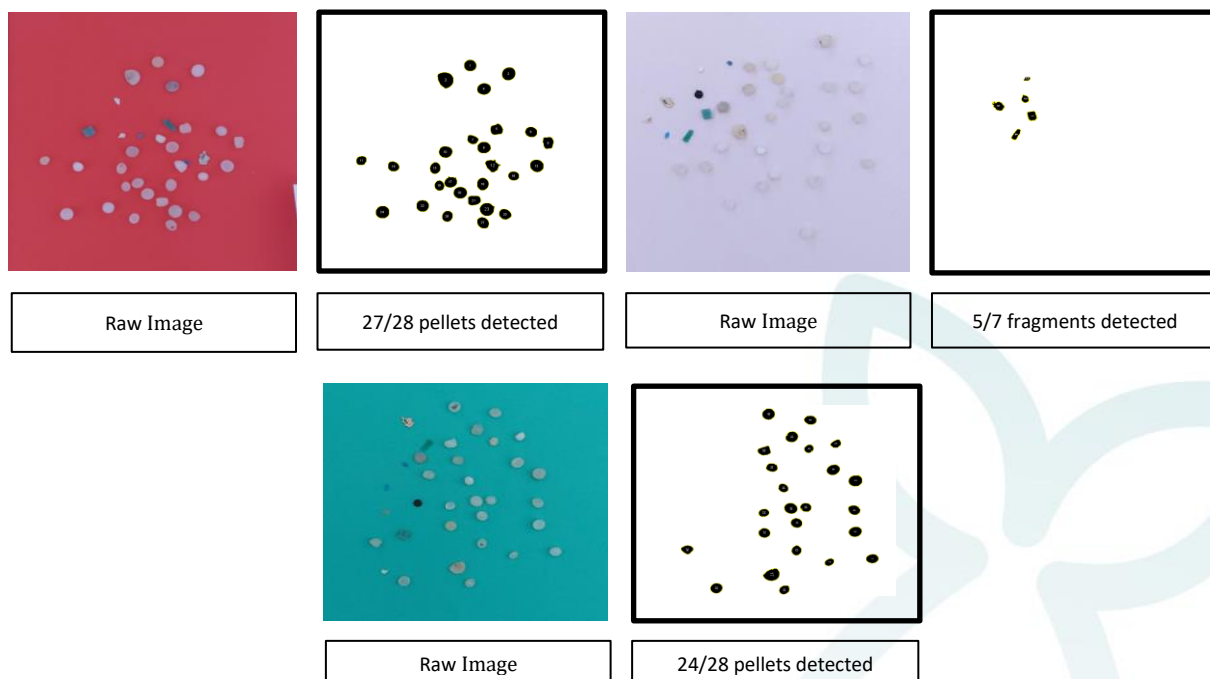 Raw Image
27/28 pellets detected
Raw Image
5/7 fragments detected
Raw Image
24/28 pellets detected